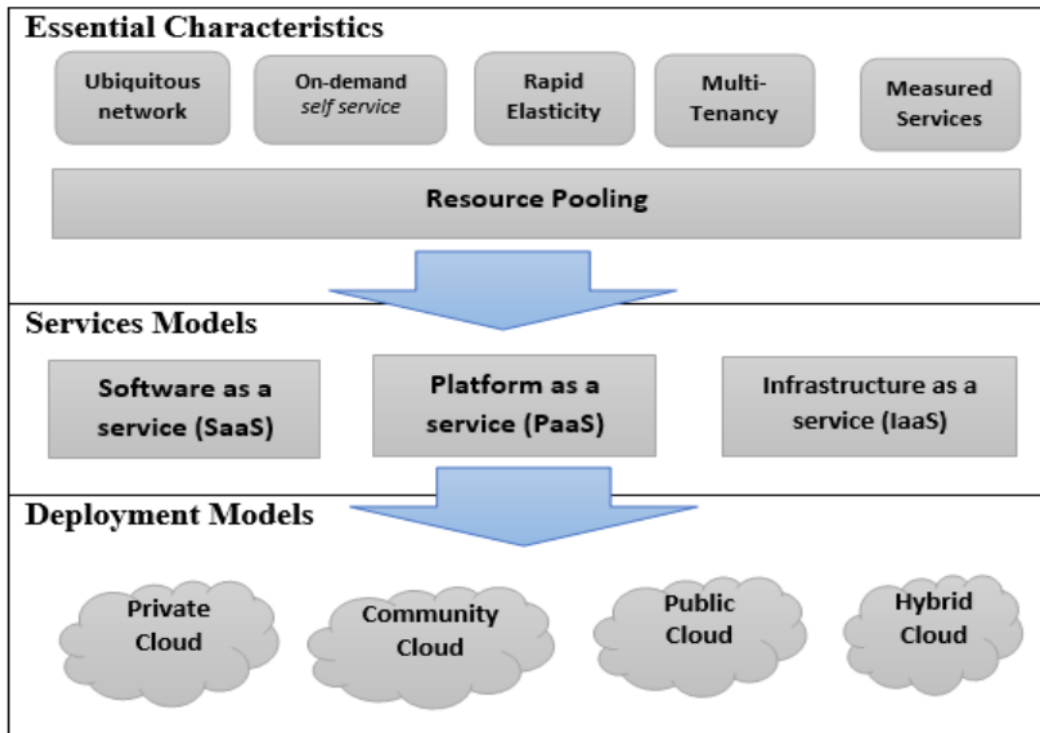 Essential Characteristics
Ubiquitous
network
On-demand
self service
Rapid
Elasticity
Multi-
Tenancy
Measured
Services
Resource Pooling
Services Models
Software as a
service (SaaS)
Platform as a
service (PaaS)
Infrastructure as a
service (IaaS)
Deployment Models
Private
Cloud
Community
Cloud
Public
Cloud
Hybrid
Cloud